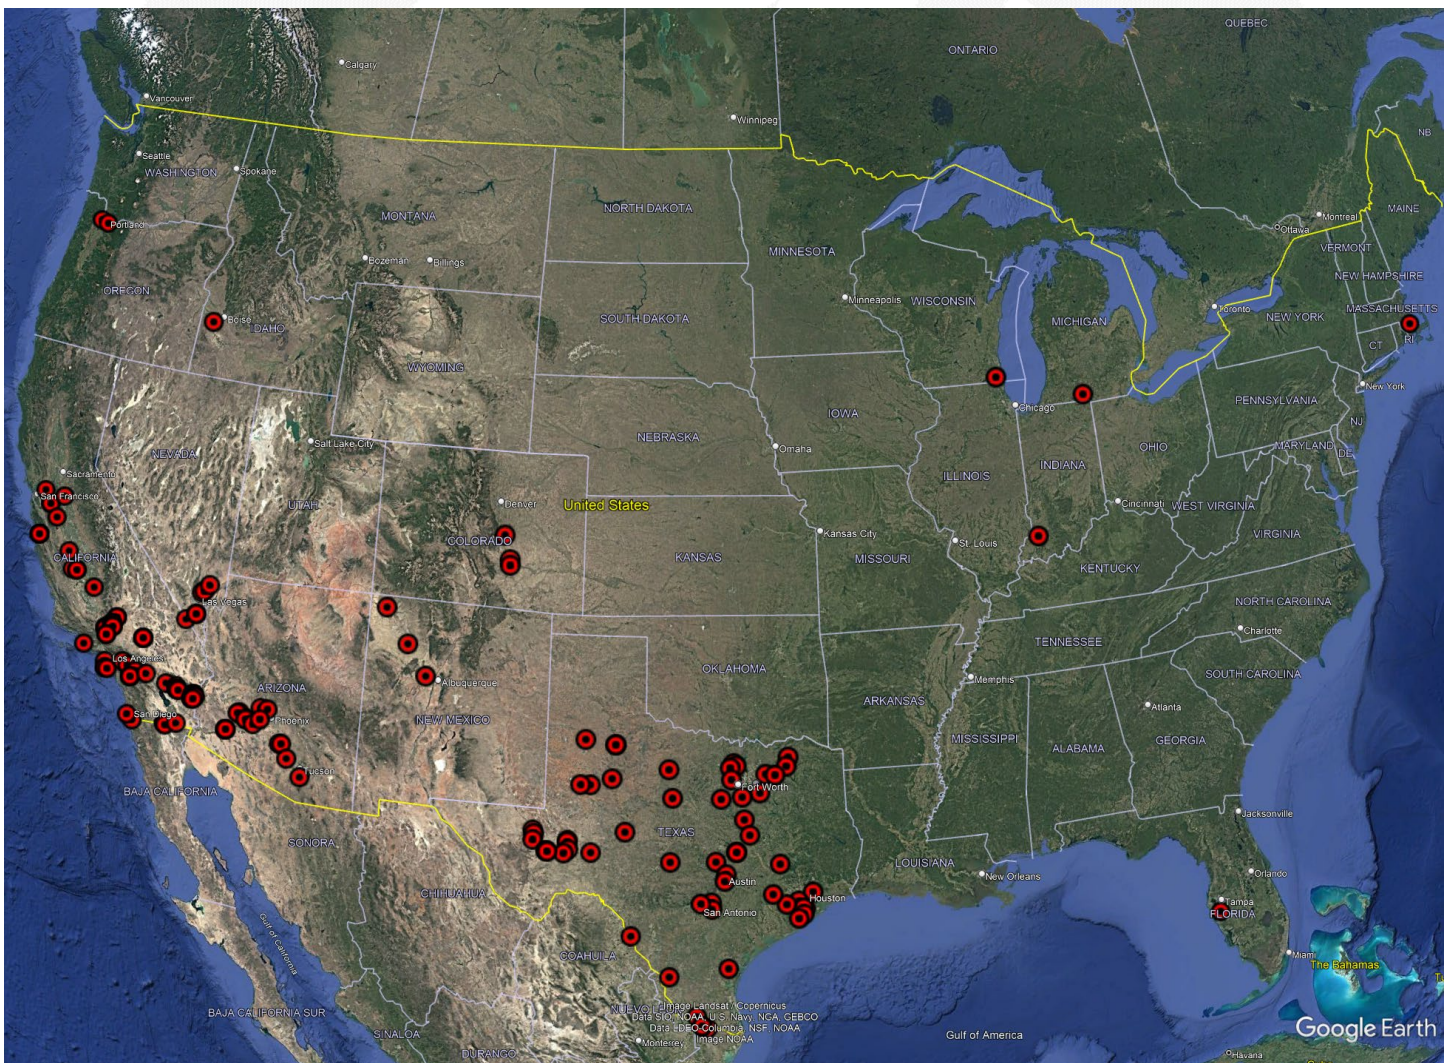 QUEBEC
ONTARIO
Calgary
Vancouver
Winnipeg
NB
Seattle
WASHINGTON
Spokane
MONTANA
NORTH DAKOTA
MAINE
Montreal
Ottawa
Portland
MINNESOTA
VERMONT
Bozeman
Billings
NEW HAMPSHIRE
OREGON
Minneapolis
WISCONSIN
Toronto
MASSACHUSETTS
Boise
IDAHO
SOUTH DAKOTA
MICHIGAN
NEW YORK
RI
CT
WYOMING
New York
PENNSYLVANIA
Chicago
IOWA
NJ
Salt Lake City
NEBRASKA
Omaha
OHIO
MARYLAND
DE
NEVADA
INDIANA
Sacramento
ILLINOIS
San Francisco
UTAH
Denver
United States
Cincinnati
WEST VIRGINIA
COLORADO
Kansas City
St. Louis
VIRGINIA
CALIFORNIA
KANSAS
MISSOURI
KENTUCKY
Las Vegas
NORTH CAROLINA
Charlotte
TENNESSEE
Los Angeles
OKLAHOMA
SOUTH CAROLINA
ARIZONA
Albuquerque
Memphis
ARKANSAS
San Diego
Phoenix
NEW MEXICO
Atlanta
MISSISSIPPI
ALABAMA
GEORGIA
Tucson
Fort Worth
BAJA CALIFORNIA
Jacksonville
TEXAS
SONORA
LOUISIANA
New Orleans
Orlando
CHIHUAHUA
Austin
Houston
Tampa
San Antonio
FLORIDA
Gulf of California
COAHUILA
Miami
The Bahamas
BAJA CALIFORNIA SUR
Image Landsat / Copernicus
Data SIO, NOAA, U.S. Navy, NGA, GEBCO
Data LDEO-Columbia, NSF, NOAA
Image NOAA
SINALOA
Monterrey
Gulf of America
Google Earth
DURANGO
Havana